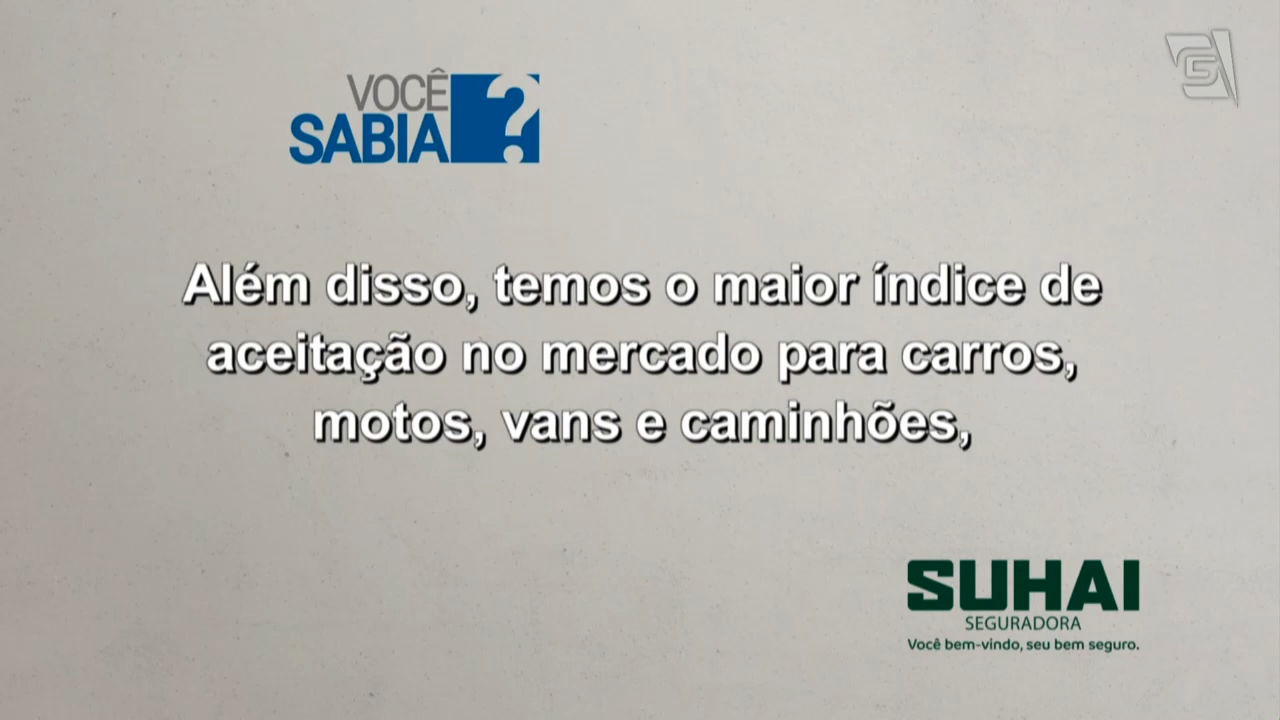 VOCÊ
SABIA?
Além disso, temos o maior índice de
aceitação no mercado para carros,
motos, vans e caminhões,
SUHAI
SEGURADORA
Você bem-vindo, seu bem seguro.